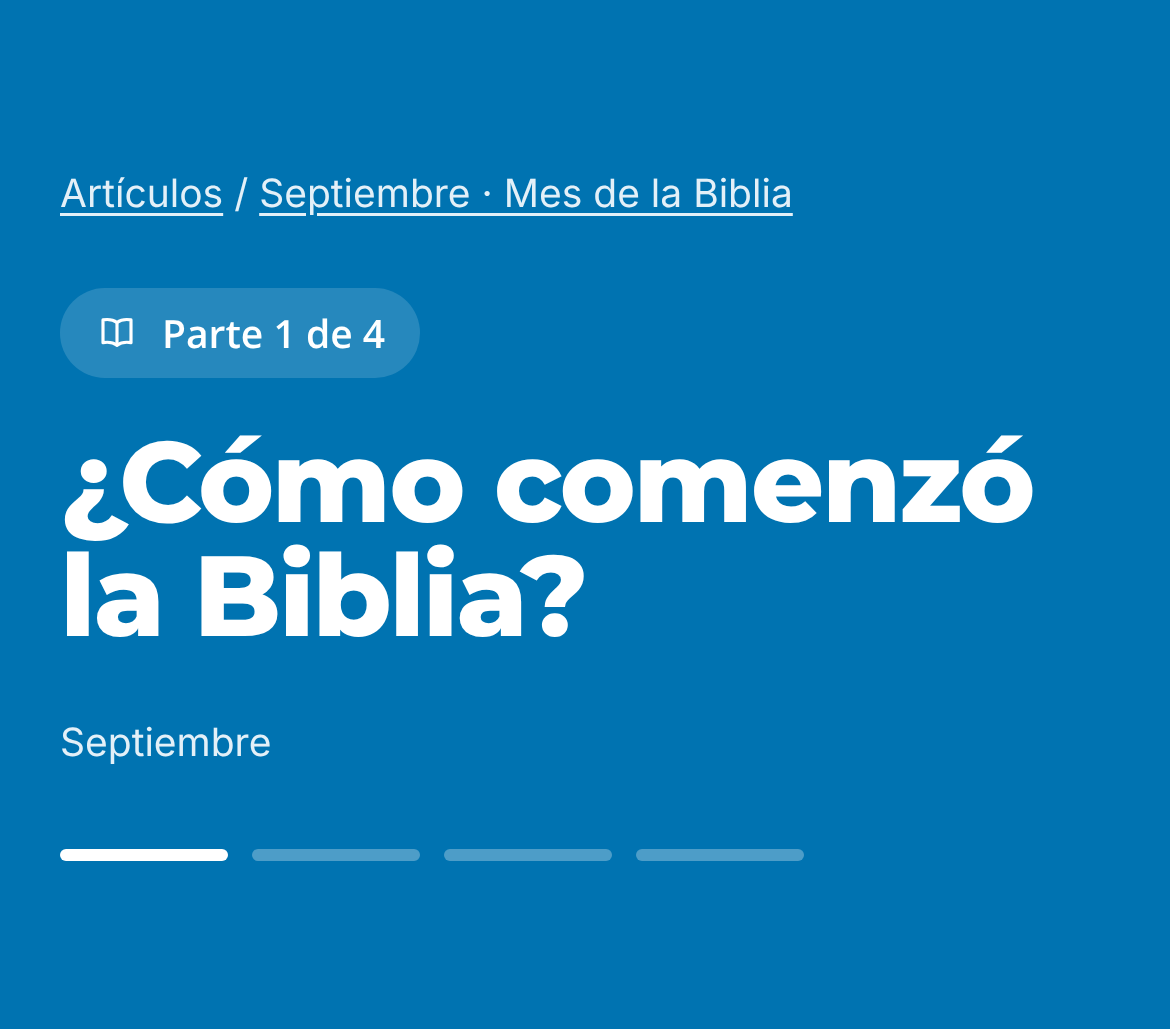 Artículos / Septiembre · Mes de la Biblia
Parte 1 de 4
¿Cómo comenzó
la Biblia?
Septiembre